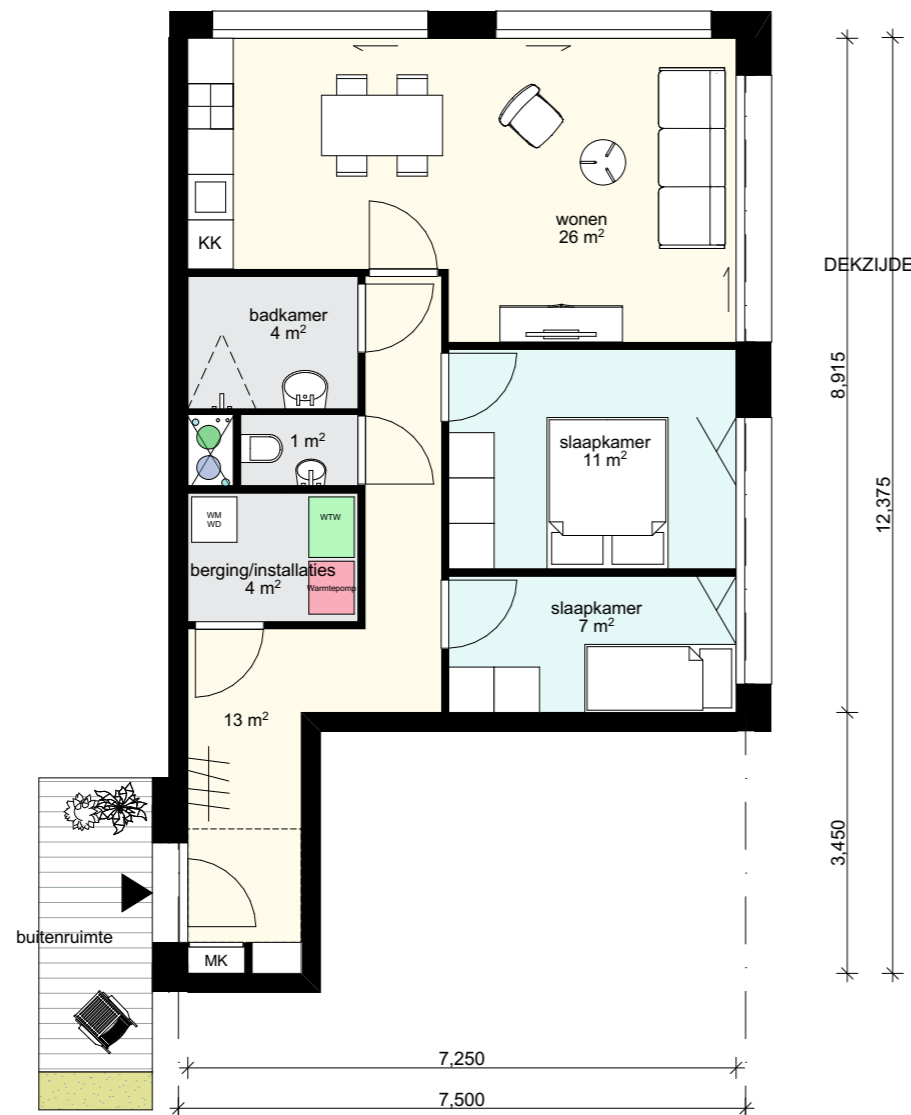 wonen
26 m²
KK
DEKZIJDE
badkamer
4 m²
8,915
12,375
1 m²
slaapkamer
11 m²
WM
WD
WTW
berging/installaties
4 m²
Warmtepomp
slaapkamer
7 m²
13 m²
3,450
buitenruimte
MK
7,250
7,500